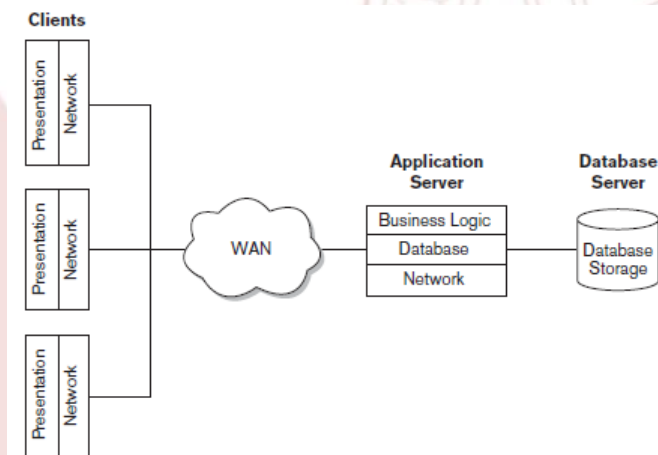 Clients
Presentation
Network
Presentation
Network
Presentation
Network
WAN
Application
Server
Business Logic
Database
Network
Database
Server
Database
Storage